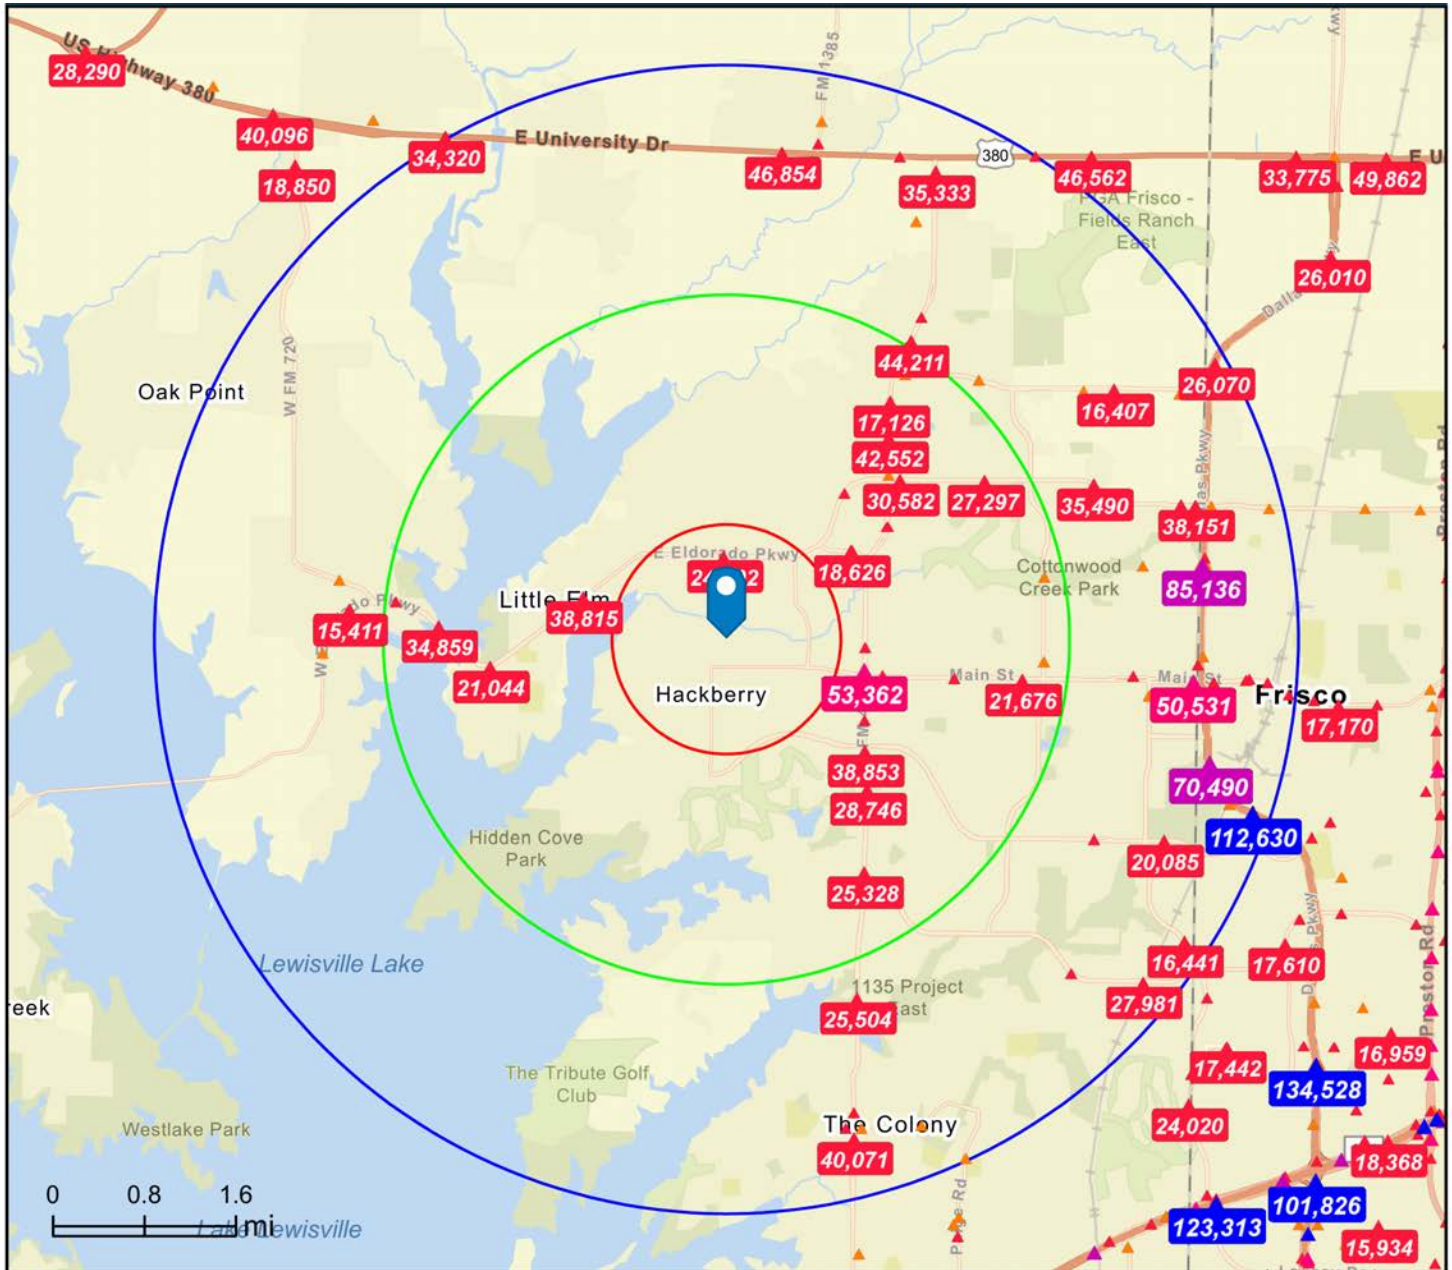 FM 1385
kwy
US Highway 380
28,290
40,096
34,320
E University Dr
380
E U
46,854
18,850
35,333
46,562
33,775
49,862
PGA Frisco -
Fields Ranch
East
26,010
Dalla
44,211
W FM 720
Oak Point
26,070
16,407
17,126
42,552
30,582
27,297
35,490
38,151
as Pkwy
Preston Rd
E Eldorado Pkwy
18,626
Cottonwood
Creek Park
85,136
Little Elm
38,815
15,411
34,859
21,044
Hackberry
53,362
FM
Main St
21,676
Main St
50,531
Frisco
17,170
38,853
28,746
70,490
112,630
Hidden Cove
Park
20,085
25,328
Lewisville Lake
16,441
17,610
Preston Rd
27,981
1135 Project
East
25,504
reek
The Tribute Golf
Club
17,442
16,959
134,528
Westlake Park
The Colony
24,020
40,071
18,368
0 0.8 1.6
mi
Lake Lewisville
101,826
123,313
15,934